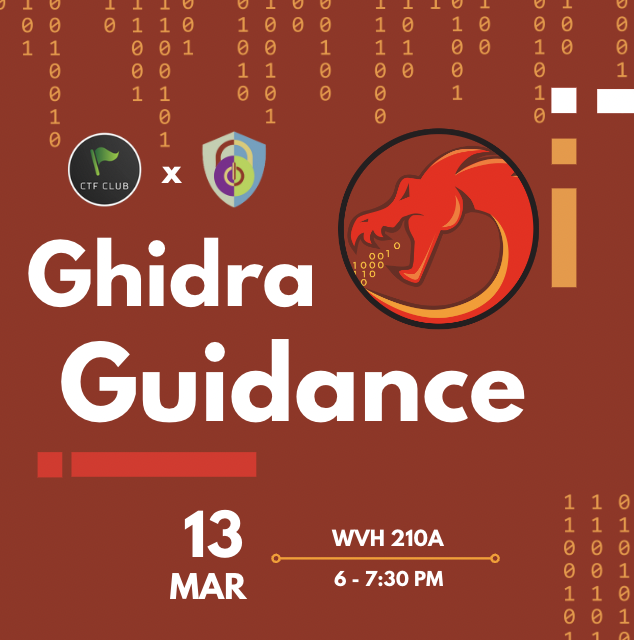 CTF CLUB
x
Ghidra
Guidance
13
MAR
WVH 210A
6 - 7:30 PM